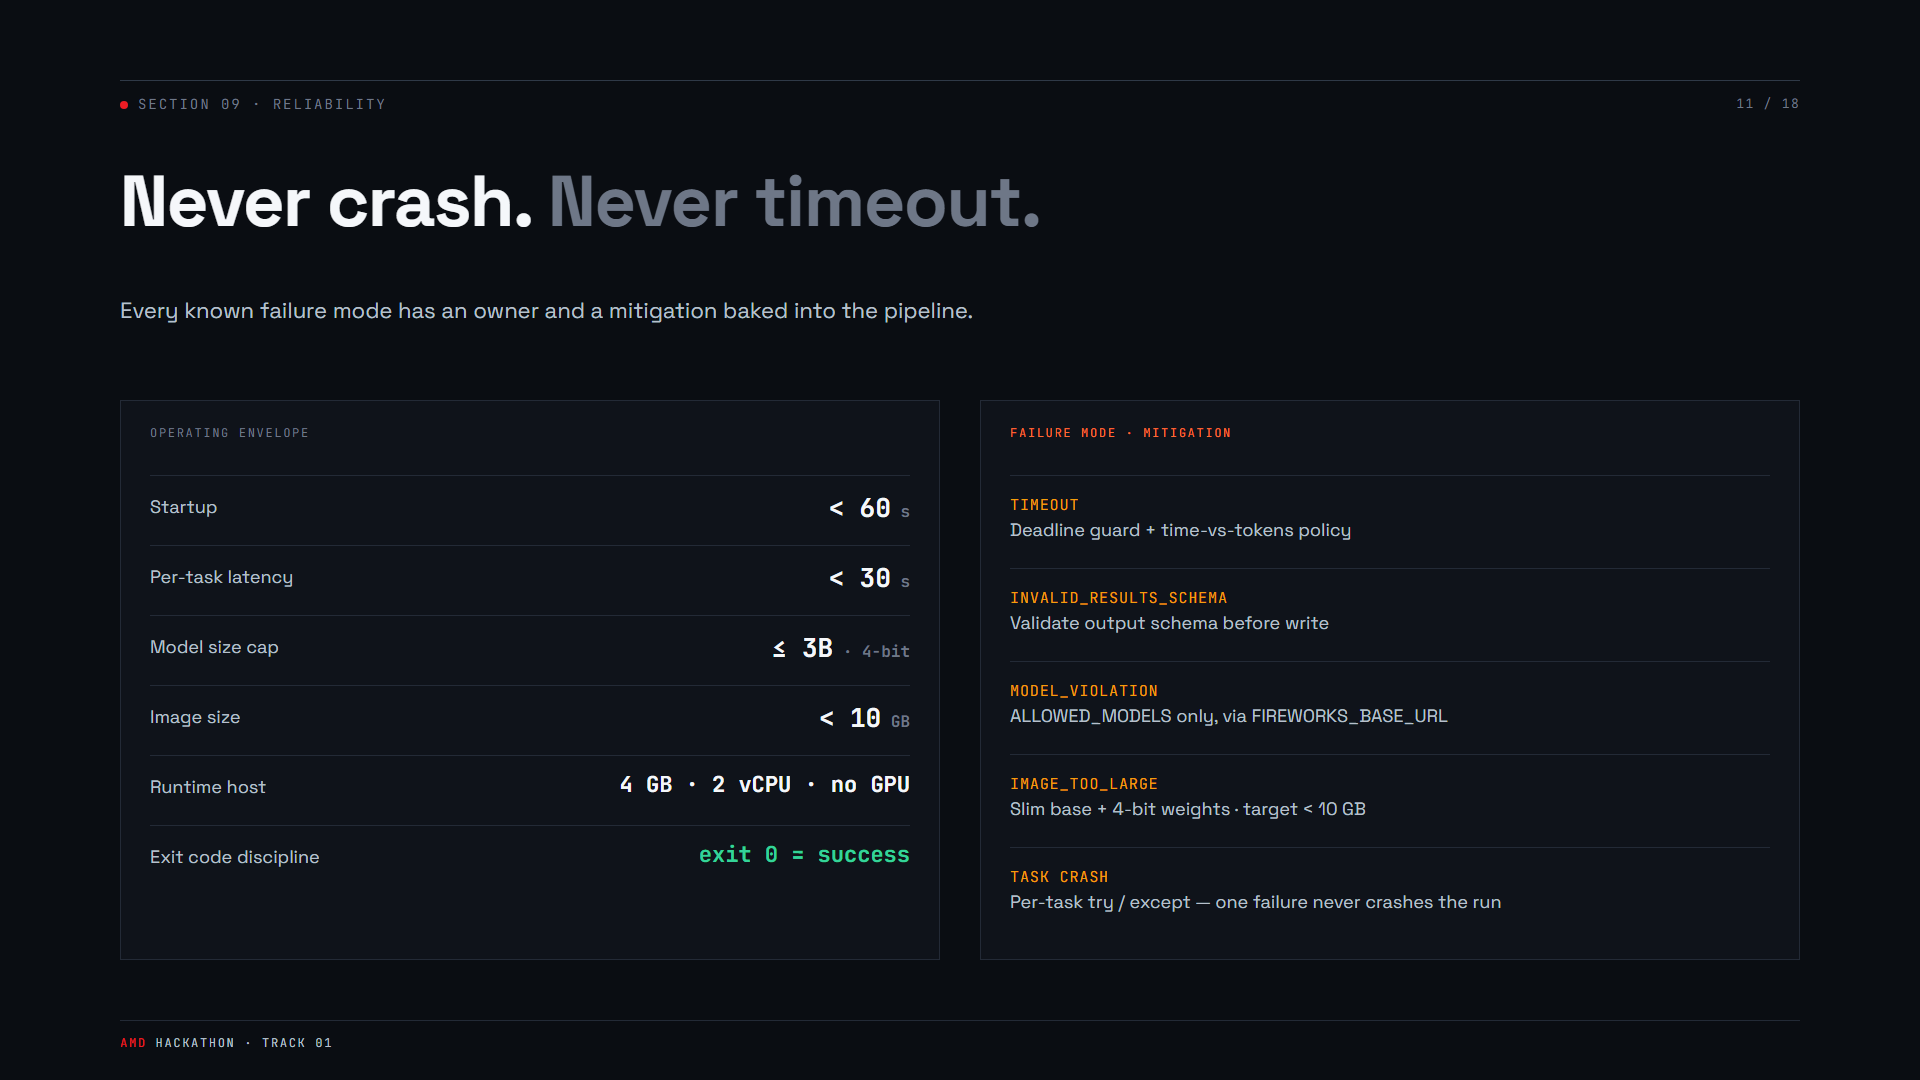 SECTION 09 · RELIABILITY
11 / 18
Never crash. Never timeout.
Every known failure mode has an owner and a mitigation baked into the pipeline.
OPERATING ENVELOPE
Startup
< 60 s
Per-task latency
< 30 s
Model size cap
≤ 3B · 4-bit
Image size
< 10 GB
Runtime host
4 GB · 2 vCPU · no GPU
Exit code discipline
exit 0 = success
FAILURE MODE · MITIGATION
TIMEOUT
Deadline guard + time-vs-tokens policy
INVALID_RESULTS_SCHEMA
Validate output schema before write
MODEL_VIOLATION
ALLOWED_MODELS only, via FIREWORKS_BASE_URL
IMAGE_TOO_LARGE
Slim base + 4-bit weights · target < 10 GB
TASK CRASH
Per-task try / except — one failure never crashes the run
AMD HACKATHON · TRACK 01